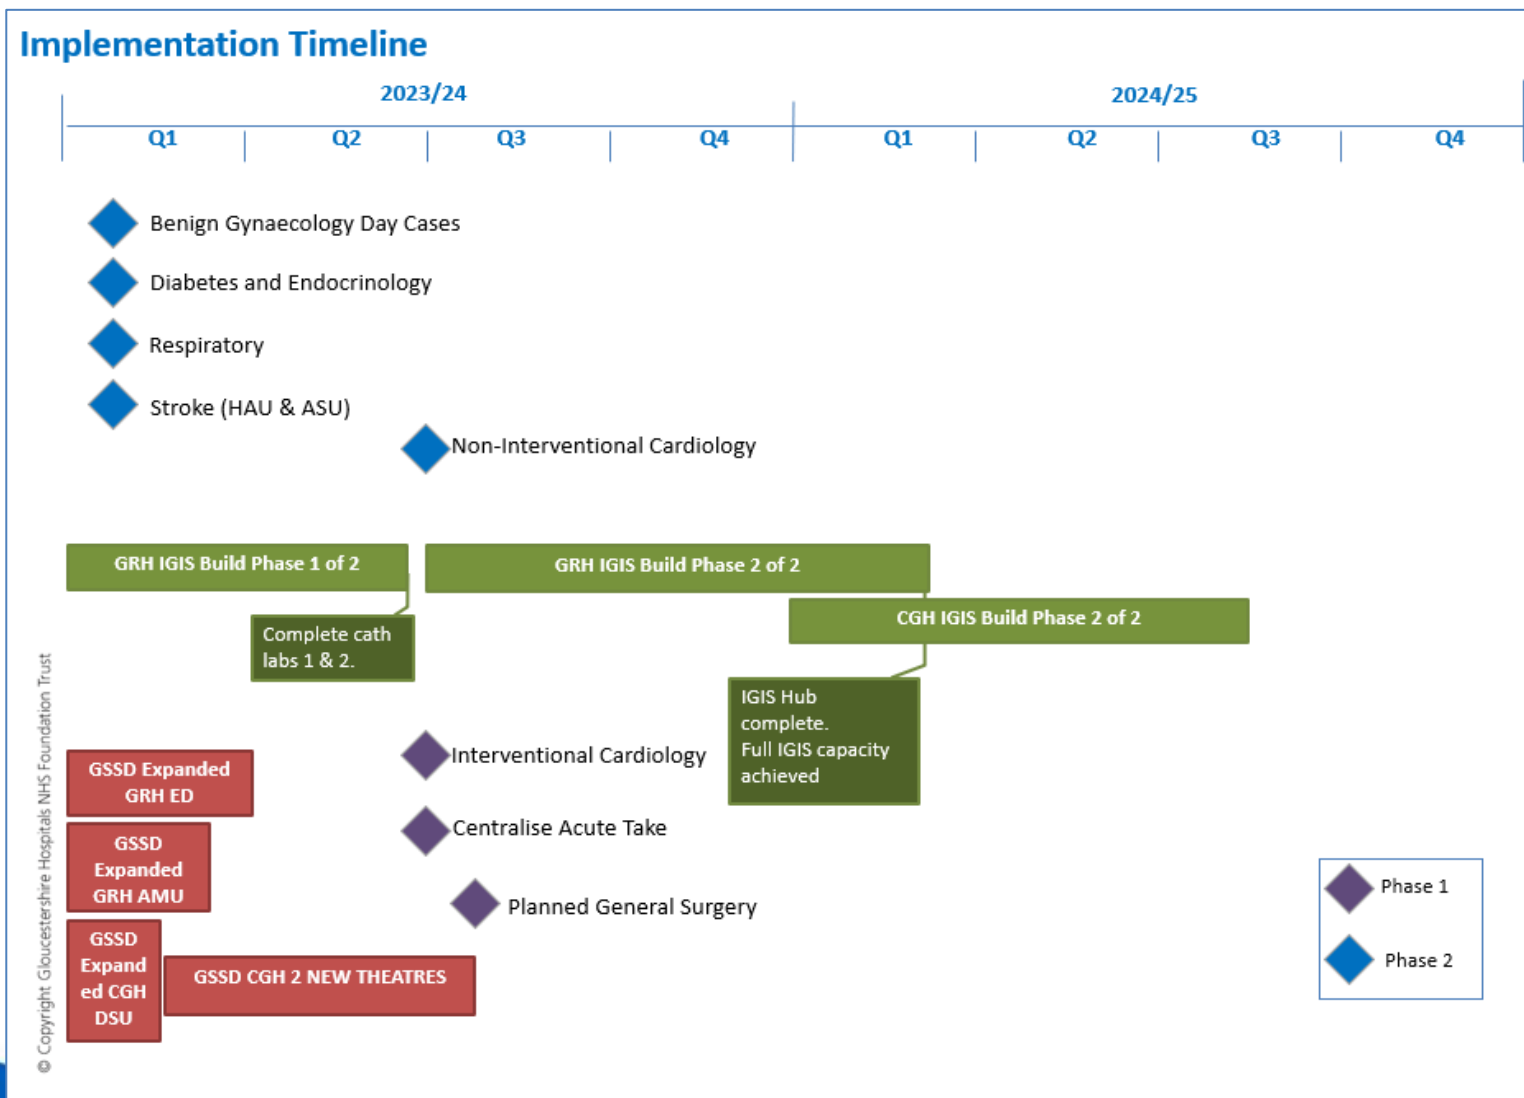 Implementation Timeline
2023/24
2024/25
Q1
Q2
Q3
Q4
Q1
Q2
Q3
Q4
Benign Gynaecology Day Cases
Diabetes and Endocrinology
Respiratory
Stroke (HAU & ASU)
Non-Interventional Cardiology
GRH IGIS Build Phase 1 of 2
GRH IGIS Build Phase 2 of 2
CGH IGIS Build Phase 2 of 2
Complete cath
labs 1 & 2.
IGIS Hub
complete.
Full IGIS capacity
achieved
Interventional Cardiology
GSSD Expanded
GRH ED
Centralise Acute Take
GSSD
Expanded
GRH AMU
Planned General Surgery
GSSD
Expand
ed CGH
DSU
GSSD CGH 2 NEW THEATRES
Phase 1
Phase 2
© Copyright Gloucestershire Hospitals NHS Foundation Trust